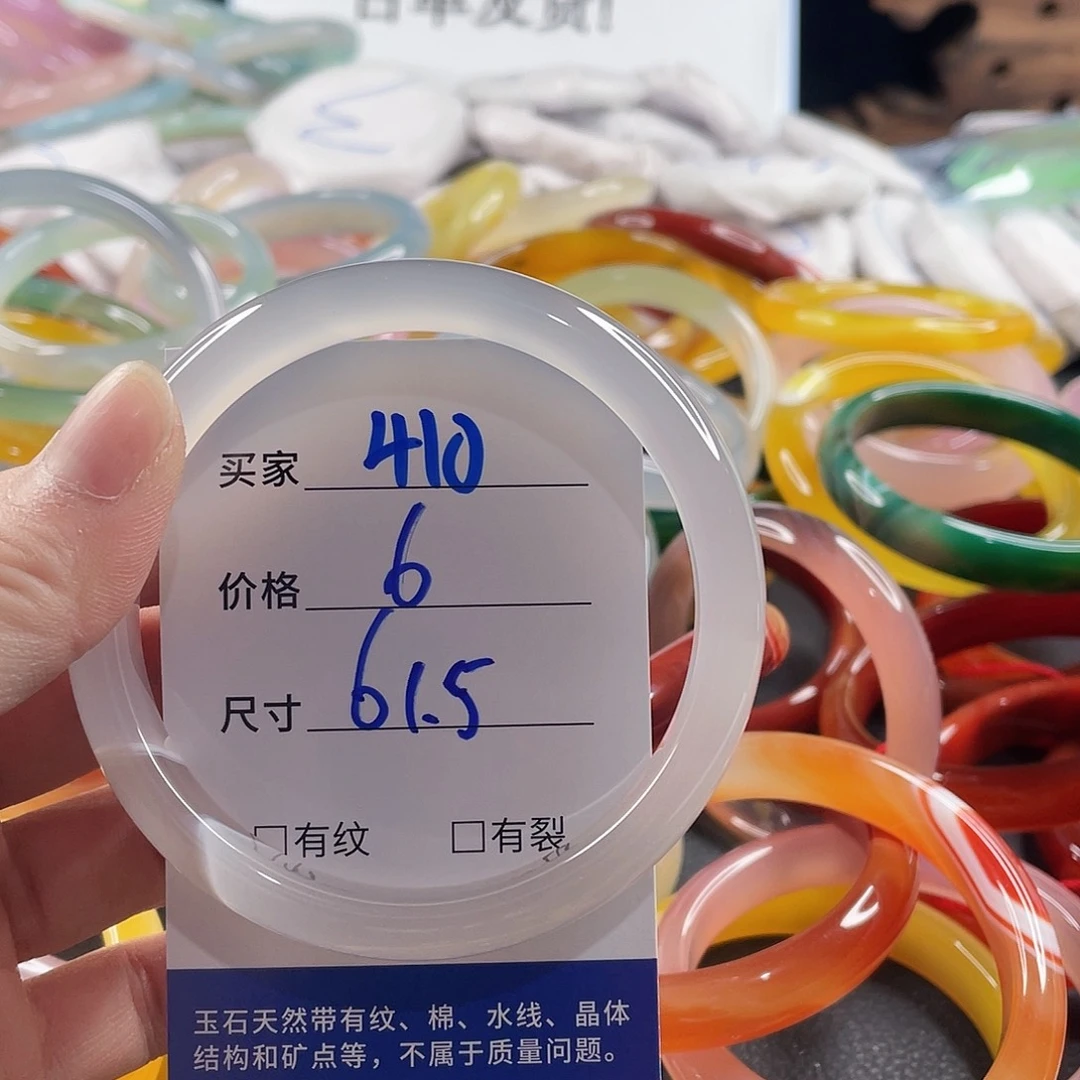 买家 410
价格 6
尺寸 61.5
□有纹 □有裂
玉石天然带有纹、棉、水线、晶体
结构和矿点等，不属于质量问题。